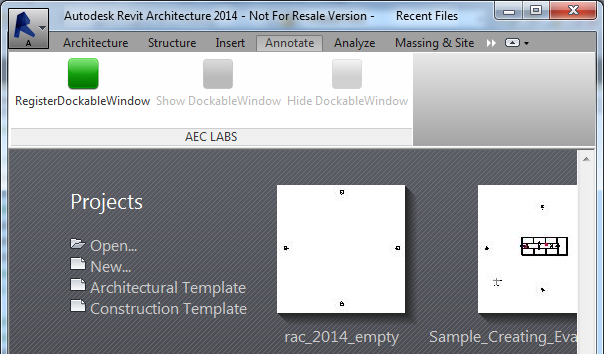 Autodesk Revit Architecture 2014 - Not For Resale Version - Recent Files
A
Architecture Structure Insert Annotate Analyze Massing & Site
RegisterDockableWindow Show DockableWindow Hide DockableWindow
AEC LABS
Projects
Open...
New...
Architectural Template
Construction Template
rac_2014_empty Sample_Creating_Eva